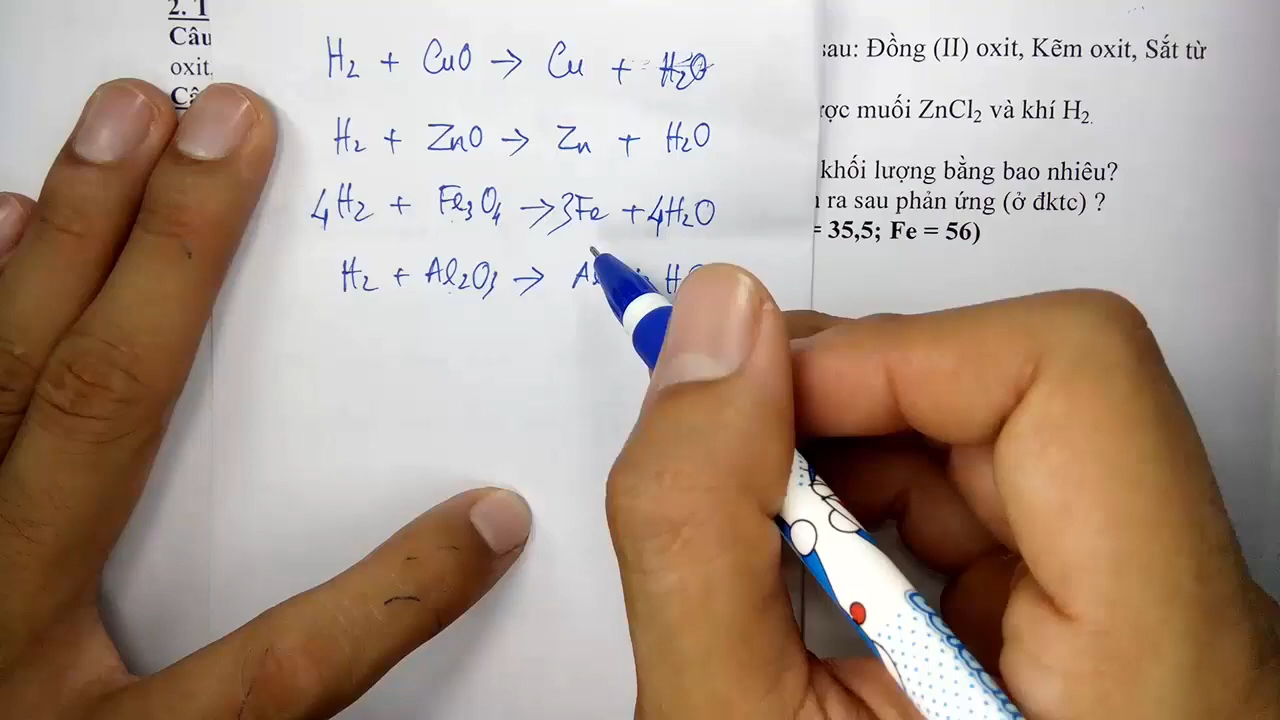 2. T
Câu
oxit,
Câ
H₂ + CuO → Cu + H₂O
H₂ + ZnO → Zn + H₂O
4H₂ + Fe₃O₄ → 3Fe + 4H₂O
H₂ + Al₂O₃ →
sau: Đồng (II) oxit, Kẽm oxit, Sắt từ
muối ZnCl₂ và khí H₂.
khối lượng bằng bao nhiêu?
ra sau phản ứng (ở đktc) ?
= 35,5; Fe = 56)